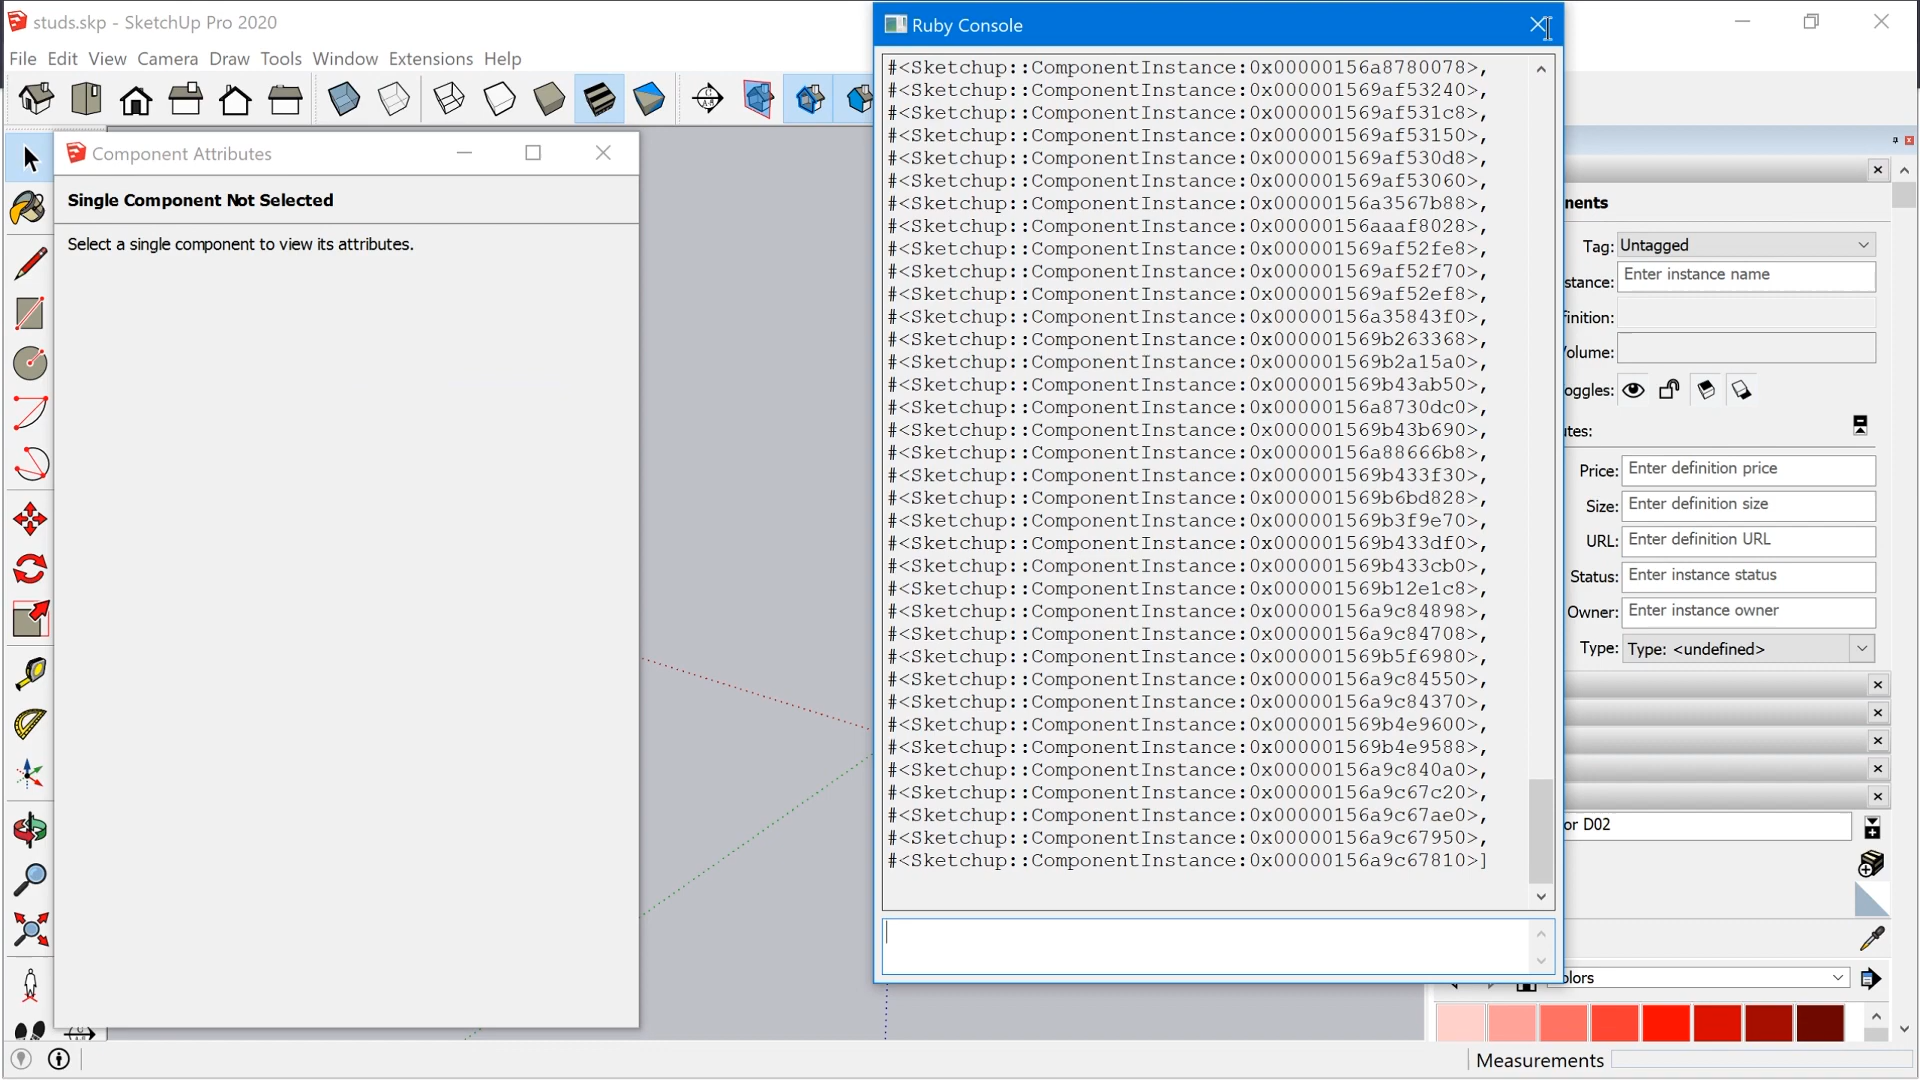 studs.skp - SketchUp Pro 2020
File Edit View Camera Draw Tools Window Extensions Help
Component Attributes
Single Component Not Selected
Select a single component to view its attributes.
Ruby Console
#<Sketchup::ComponentInstance:0x00000156a8780078>,
#<Sketchup::ComponentInstance:0x000001569af53240>,
#<Sketchup::ComponentInstance:0x000001569af531c8>,
#<Sketchup::ComponentInstance:0x000001569af53150>,
#<Sketchup::ComponentInstance:0x000001569af530d8>,
#<Sketchup::ComponentInstance:0x000001569af53060>,
#<Sketchup::ComponentInstance:0x00000156a3567b88>,
#<Sketchup::ComponentInstance:0x00000156aaaf8028>,
#<Sketchup::ComponentInstance:0x000001569af52fe8>,
#<Sketchup::ComponentInstance:0x000001569af52f70>,
#<Sketchup::ComponentInstance:0x000001569af52ef8>,
#<Sketchup::ComponentInstance:0x00000156a35843f0>,
#<Sketchup::ComponentInstance:0x000001569b263368>,
#<Sketchup::ComponentInstance:0x000001569b2a15a0>,
#<Sketchup::ComponentInstance:0x000001569b43ab50>,
#<Sketchup::ComponentInstance:0x00000156a8730dc0>,
#<Sketchup::ComponentInstance:0x000001569b43b690>,
#<Sketchup::ComponentInstance:0x00000156a88666b8>,
#<Sketchup::ComponentInstance:0x000001569b433f30>,
#<Sketchup::ComponentInstance:0x000001569b6bd828>,
#<Sketchup::ComponentInstance:0x000001569b3f9e70>,
#<Sketchup::ComponentInstance:0x000001569b433df0>,
#<Sketchup::ComponentInstance:0x000001569b433cb0>,
#<Sketchup::ComponentInstance:0x000001569b12e1c8>,
#<Sketchup::ComponentInstance:0x00000156a9c84898>,
#<Sketchup::ComponentInstance:0x00000156a9c84708>,
#<Sketchup::ComponentInstance:0x000001569b5f6980>,
#<Sketchup::ComponentInstance:0x00000156a9c84550>,
#<Sketchup::ComponentInstance:0x00000156a9c84370>,
#<Sketchup::ComponentInstance:0x000001569b4e9600>,
#<Sketchup::ComponentInstance:0x000001569b4e9588>,
#<Sketchup::ComponentInstance:0x00000156a9c840a0>,
#<Sketchup::ComponentInstance:0x00000156a9c67c20>,
#<Sketchup::ComponentInstance:0x00000156a9c67ae0>,
#<Sketchup::ComponentInstance:0x00000156a9c67950>,
#<Sketchup::ComponentInstance:0x00000156a9c67810>]
nents
Tag: Untagged
stance: Enter instance name
finition:
olume:
oggles:
tes:
Price: Enter definition price
Size: Enter definition size
URL: Enter definition URL
Status: Enter instance status
Owner: Enter instance owner
Type: Type: <undefined>
or D02
olors
Measurements